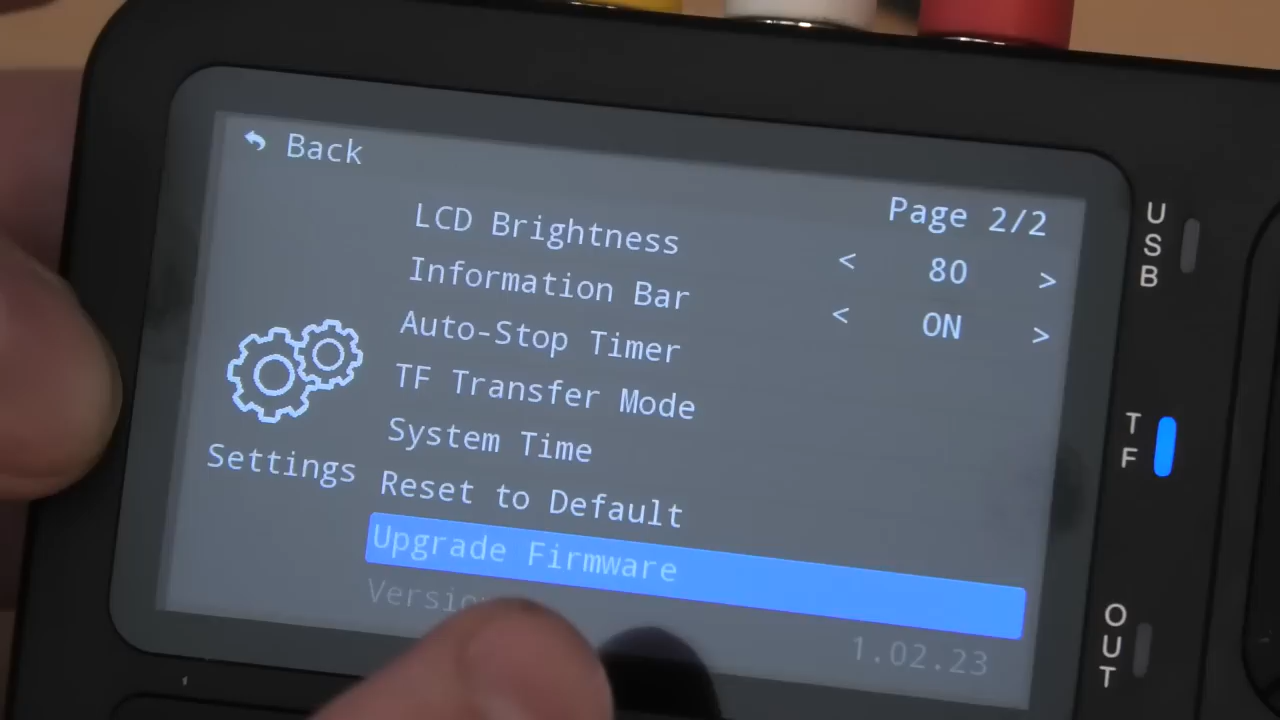 Back
Page 2/2
LCD Brightness < 80 >
Information Bar < ON >
Auto-Stop Timer
TF Transfer Mode
System Time
Reset to Default
Upgrade Firmware
1.02.23
Settings
USB
TF
OUT